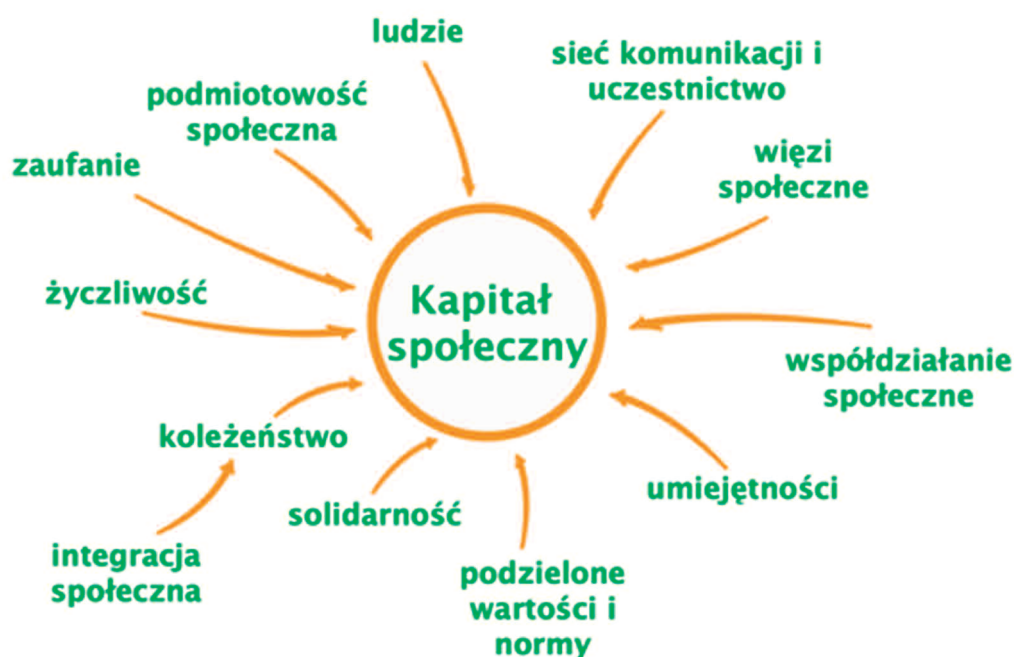 ludzie
sieć komunikacji i
uczestnictwo
podmiotowość
społeczna
więzi
społeczne
zaufanie
życzliwość
Kapitał
społeczny
współdziałanie
społeczne
koleżeństwo
umiejętności
solidarność
integracja
społeczna
podzielone
wartości i
normy